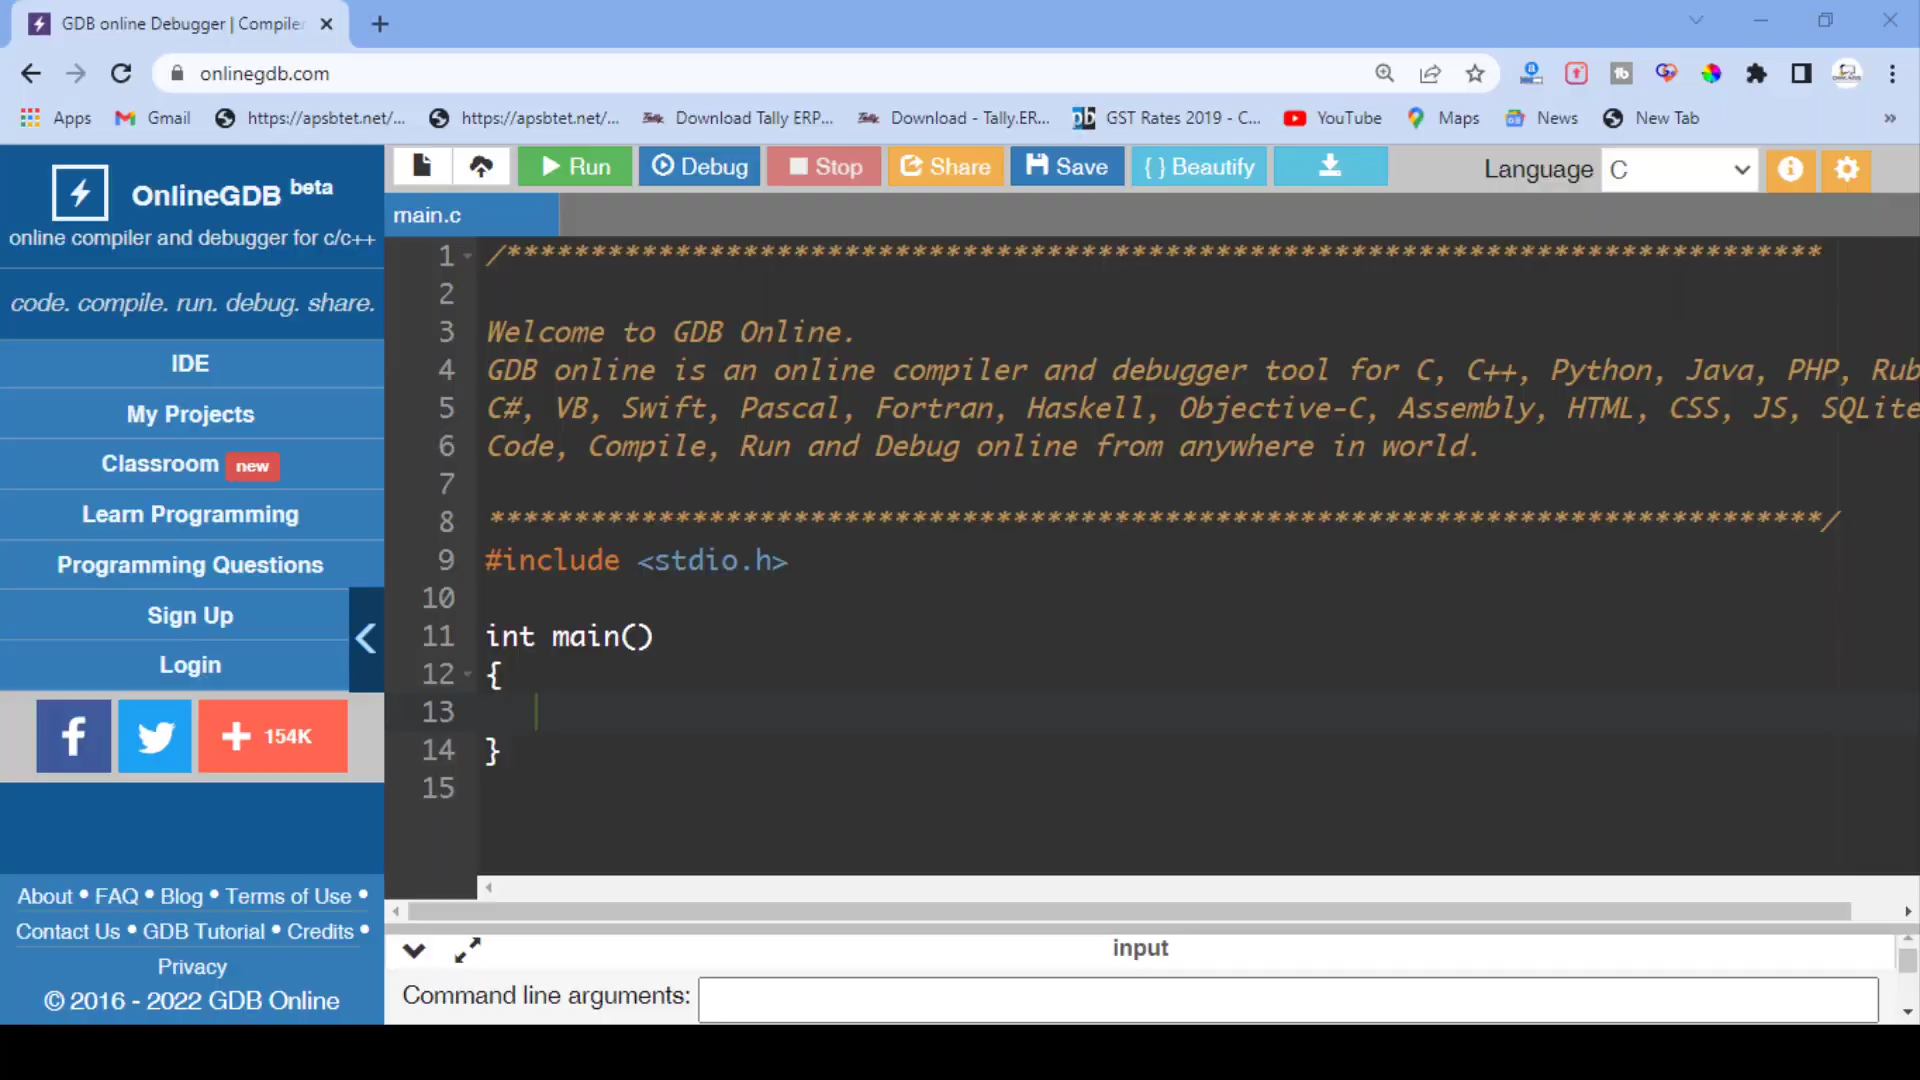 GDB online Debugger | Compiler
onlinegdb.com
Apps
Gmail
https://apsbtet.net/...
https://apsbtet.net/...
Download Tally ERP...
Download - Tally.ER...
GST Rates 2019 - C...
YouTube
Maps
News
New Tab
»
OnlineGDB beta
online compiler and debugger for c/c++
code. compile. run. debug. share.
IDE
My Projects
Classroom new
Learn Programming
Programming Questions
Sign Up
Login
f
+ 154K
About • FAQ • Blog • Terms of Use •
Contact Us • GDB Tutorial • Credits •
Privacy
© 2016 - 2022 GDB Online
Run
Debug
Stop
Share
Save
{ } Beautify
Language C
main.c
1 /******************************************************************************
2
3 Welcome to GDB Online.
4 GDB online is an online compiler and debugger tool for C, C++, Python, Java, PHP, Rub
5 C#, VB, Swift, Pascal, Fortran, Haskell, Objective-C, Assembly, HTML, CSS, JS, SQLite
6 Code, Compile, Run and Debug online from anywhere in world.
7
8 *******************************************************************************/
9 #include <stdio.h>
10
11 int main()
12 {
13
14 }
15
input
Command line arguments: